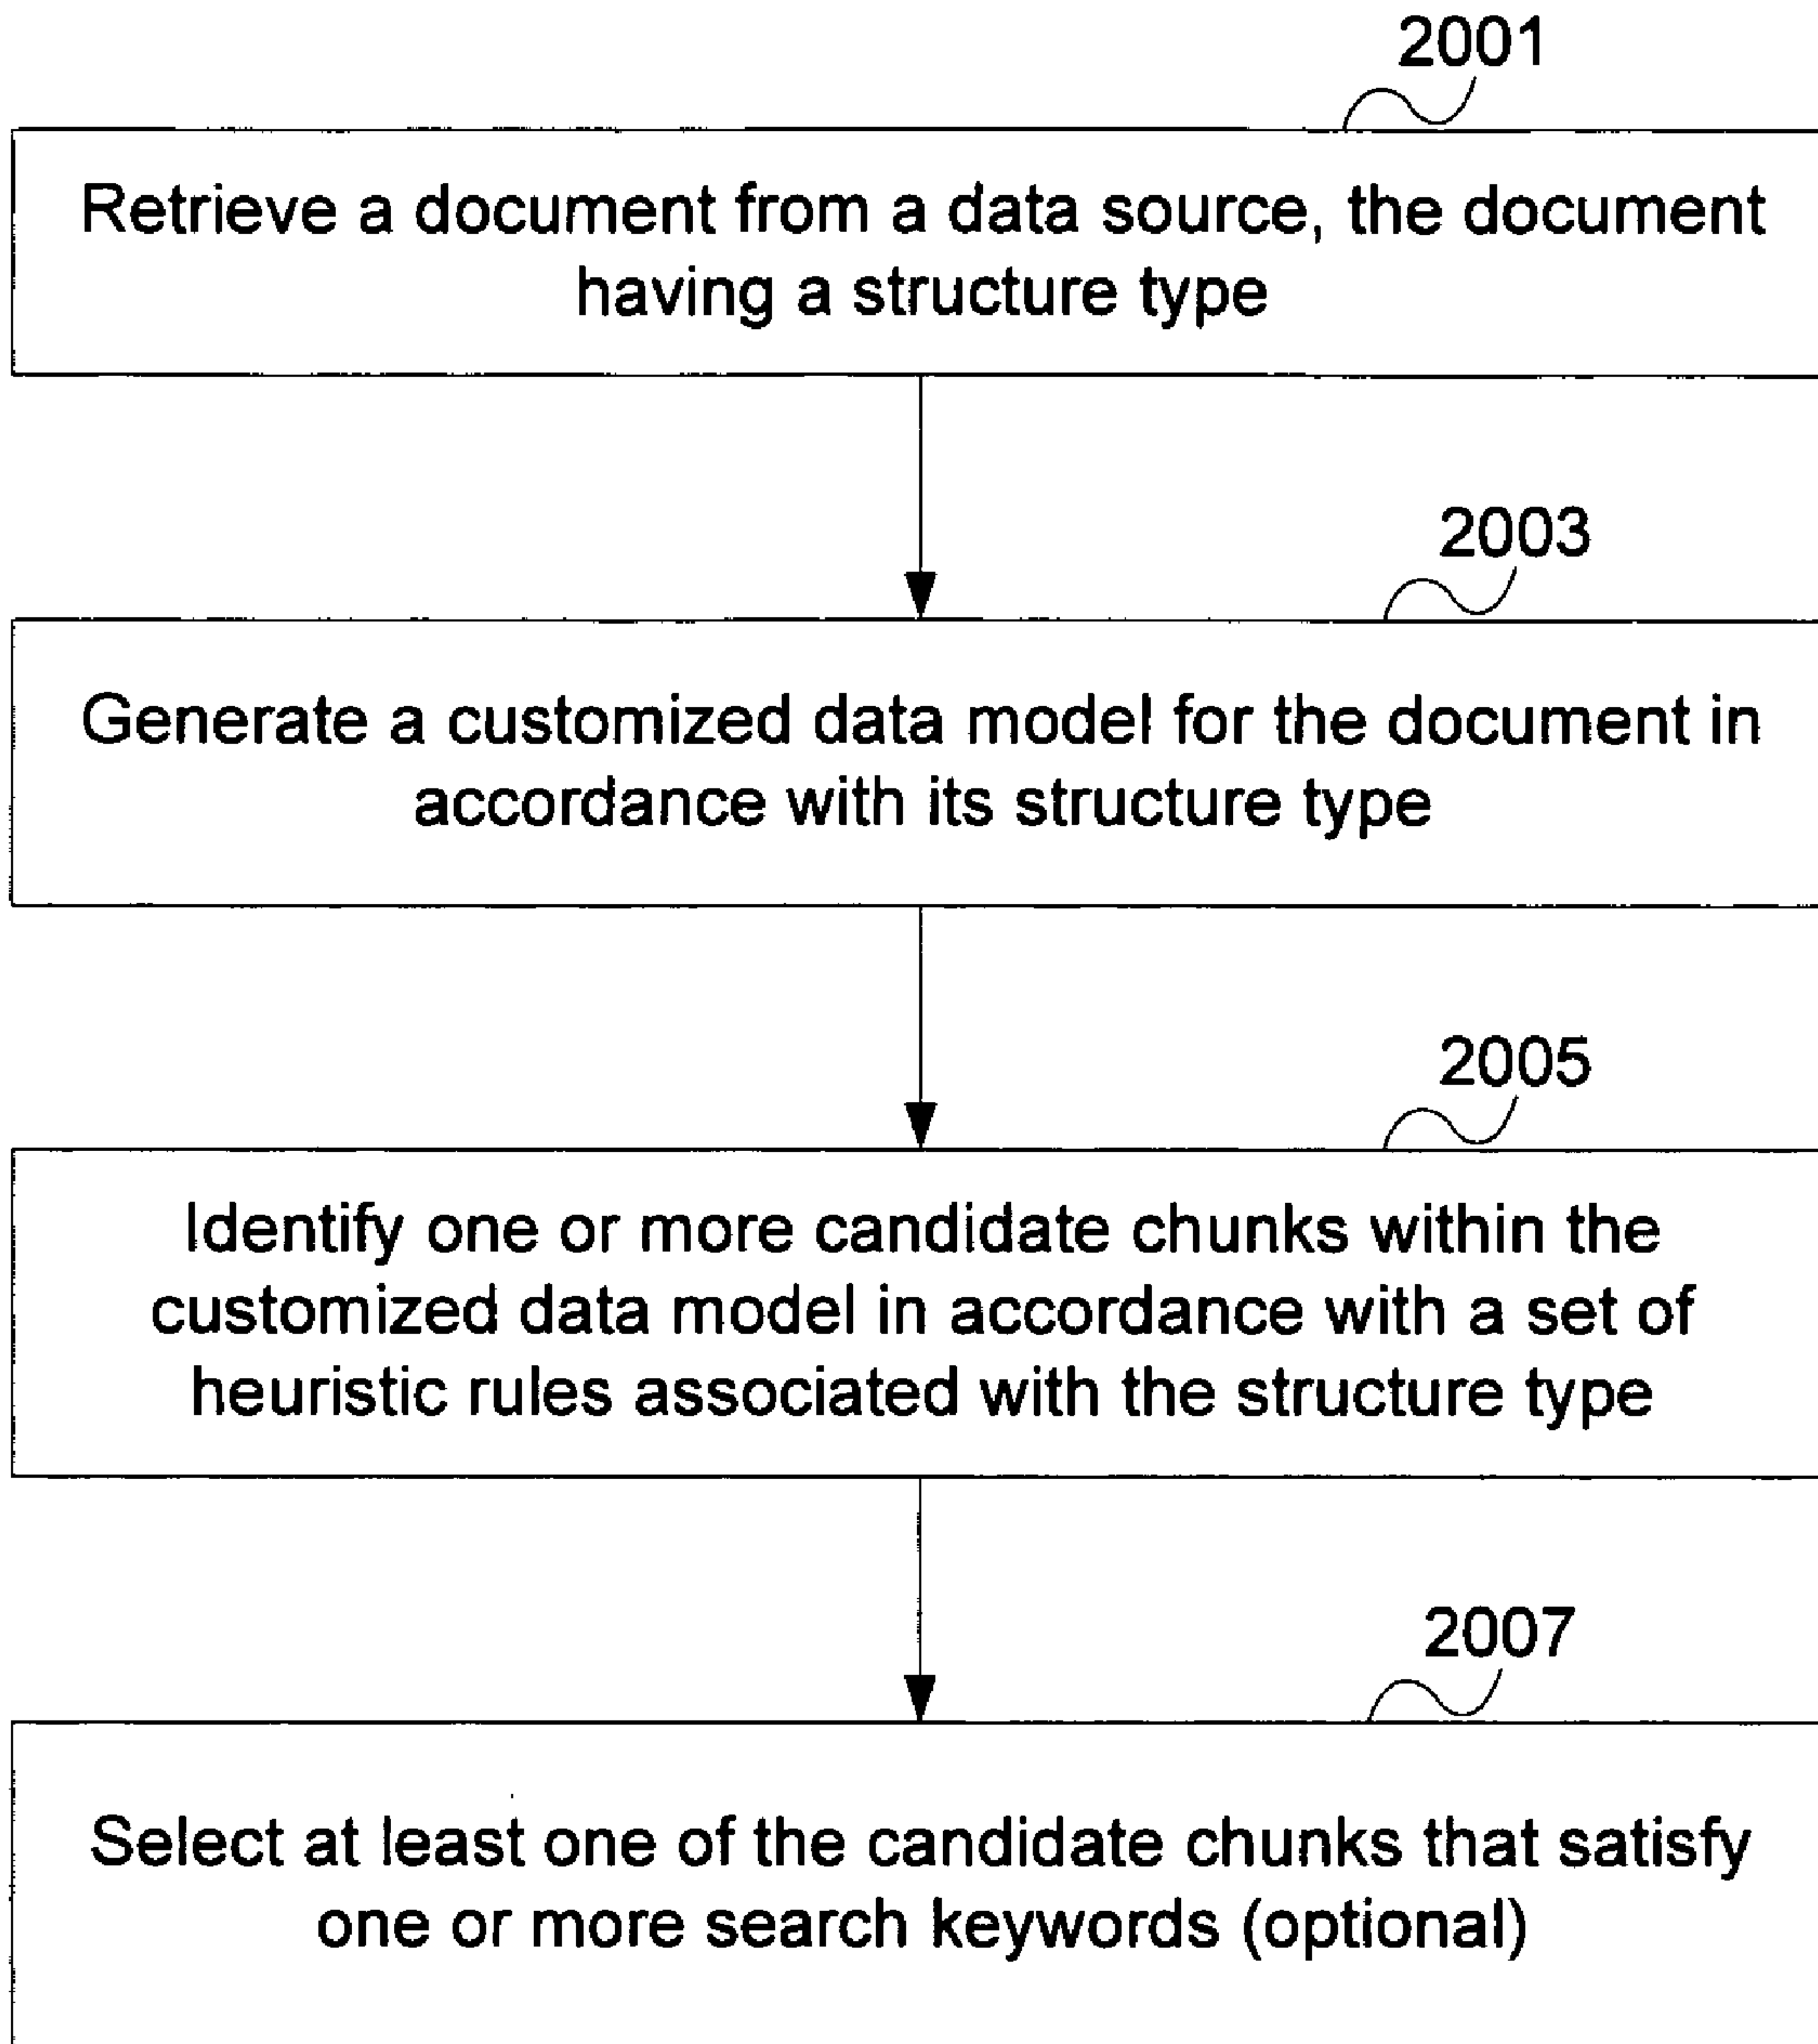 2001
Retrieve a document from a data source, the document
having a structure type
2003
Generate a customized data model for the document in
accordance with its structure type
2005
Identify one or more candidate chunks within the
customized data model in accordance with a set of
heuristic rules associated with the structure type
2007
Select at least one of the candidate chunks that satisfy
one or more search keywords (optional)